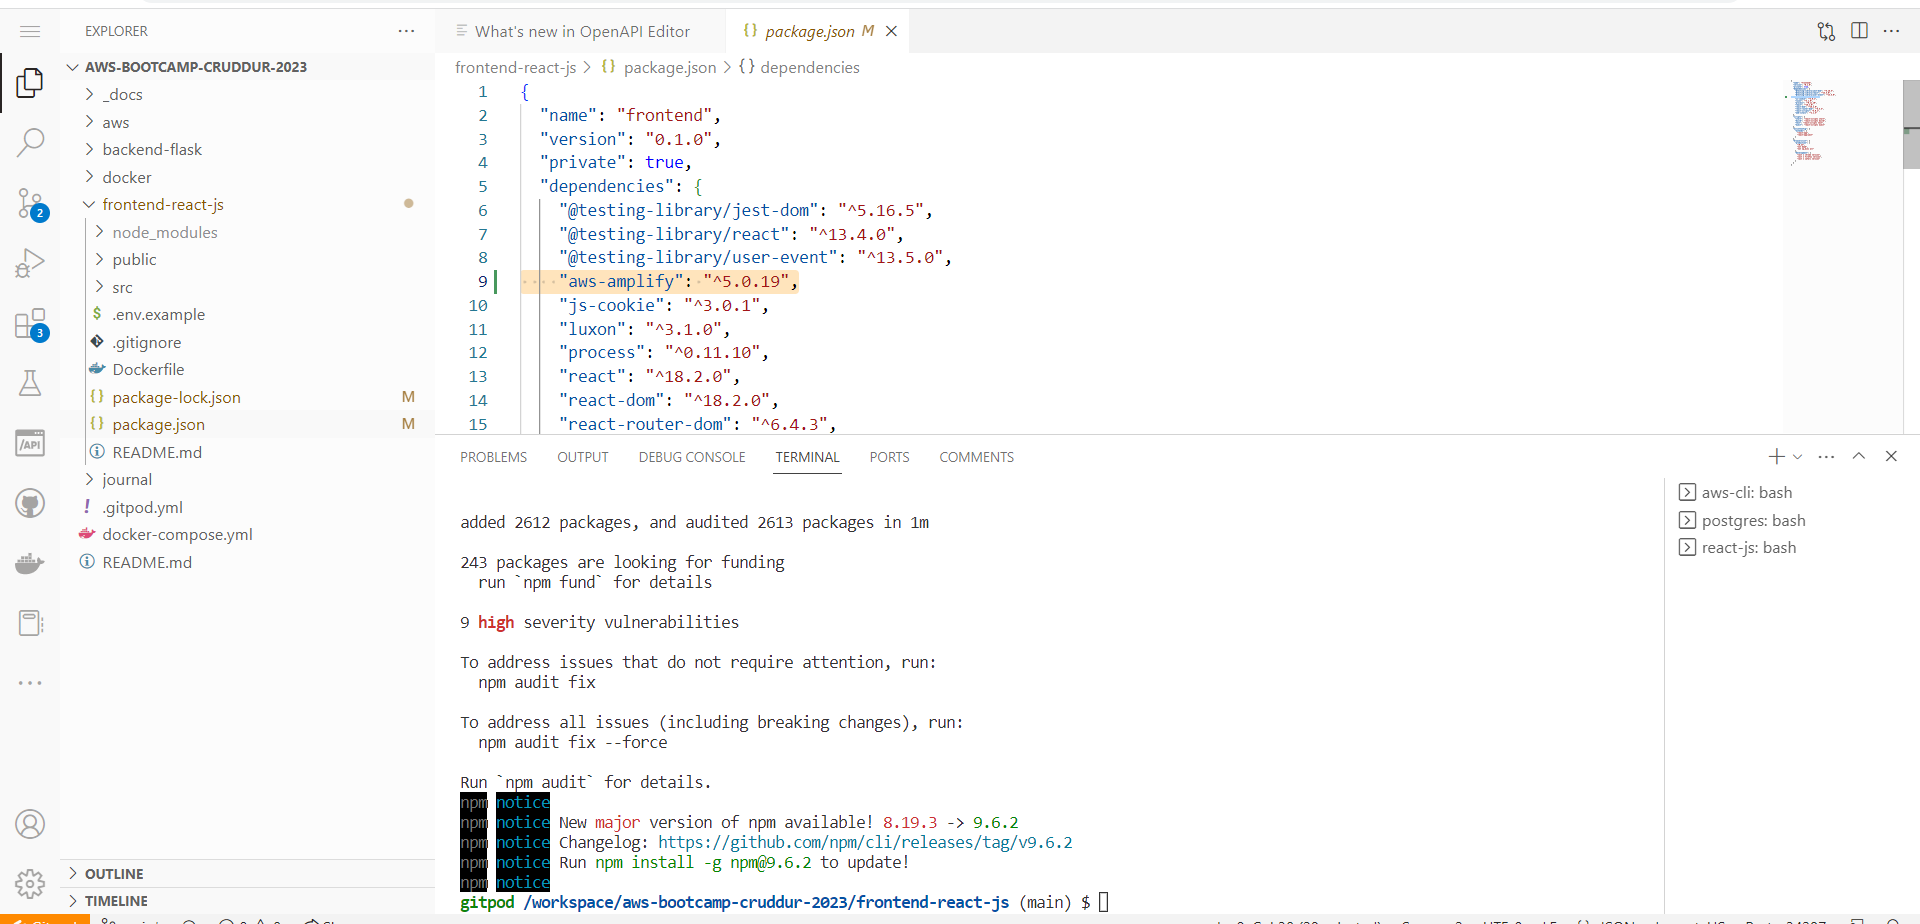 EXPLORER
AWS-BOOTCAMP-CRUDDUR-2023
_docs
aws
backend-flask
docker
frontend-react-js
node_modules
public
src
$ .env.example
.gitignore
Dockerfile
{} package-lock.json M
{} package.json M
README.md
journal
! .gitpod.yml
docker-compose.yml
README.md
OUTLINE
TIMELINE
2
3
/API
What's new in OpenAPI Editor
{} package.json M
frontend-react-js > {} package.json > {} dependencies
1 {
2 "name": "frontend",
3 "version": "0.1.0",
4 "private": true,
5 "dependencies": {
6 "@testing-library/jest-dom": "^5.16.5",
7 "@testing-library/react": "^13.4.0",
8 "@testing-library/user-event": "^13.5.0",
9 "aws-amplify": "^5.0.19",
10 "js-cookie": "^3.0.1",
11 "luxon": "^3.1.0",
12 "process": "^0.11.10",
13 "react": "^18.2.0",
14 "react-dom": "^18.2.0",
15 "react-router-dom": "^6.4.3",
PROBLEMS OUTPUT DEBUG CONSOLE TERMINAL PORTS COMMENTS
added 2612 packages, and audited 2613 packages in 1m
243 packages are looking for funding
run `npm fund` for details
9 high severity vulnerabilities
To address issues that do not require attention, run:
npm audit fix
To address all issues (including breaking changes), run:
npm audit fix --force
Run `npm audit` for details.
npm notice
npm notice New major version of npm available! 8.19.3 -> 9.6.2
npm notice Changelog: https://github.com/npm/cli/releases/tag/v9.6.2
npm notice Run npm install -g npm@9.6.2 to update!
npm notice
gitpod /workspace/aws-bootcamp-cruddur-2023/frontend-react-js (main) $
aws-cli: bash
postgres: bash
react-js: bash